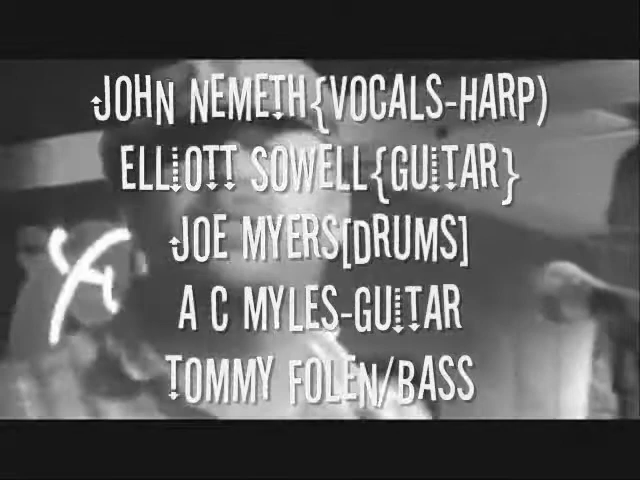 JOHN NEMETH{VOCALS-HARP)
ELLIOTT SOWELL{GUITAR}
JOE MYERS[DRUMS]
A C MYLES-GUITAR
TOMMY FOLEN/BASS